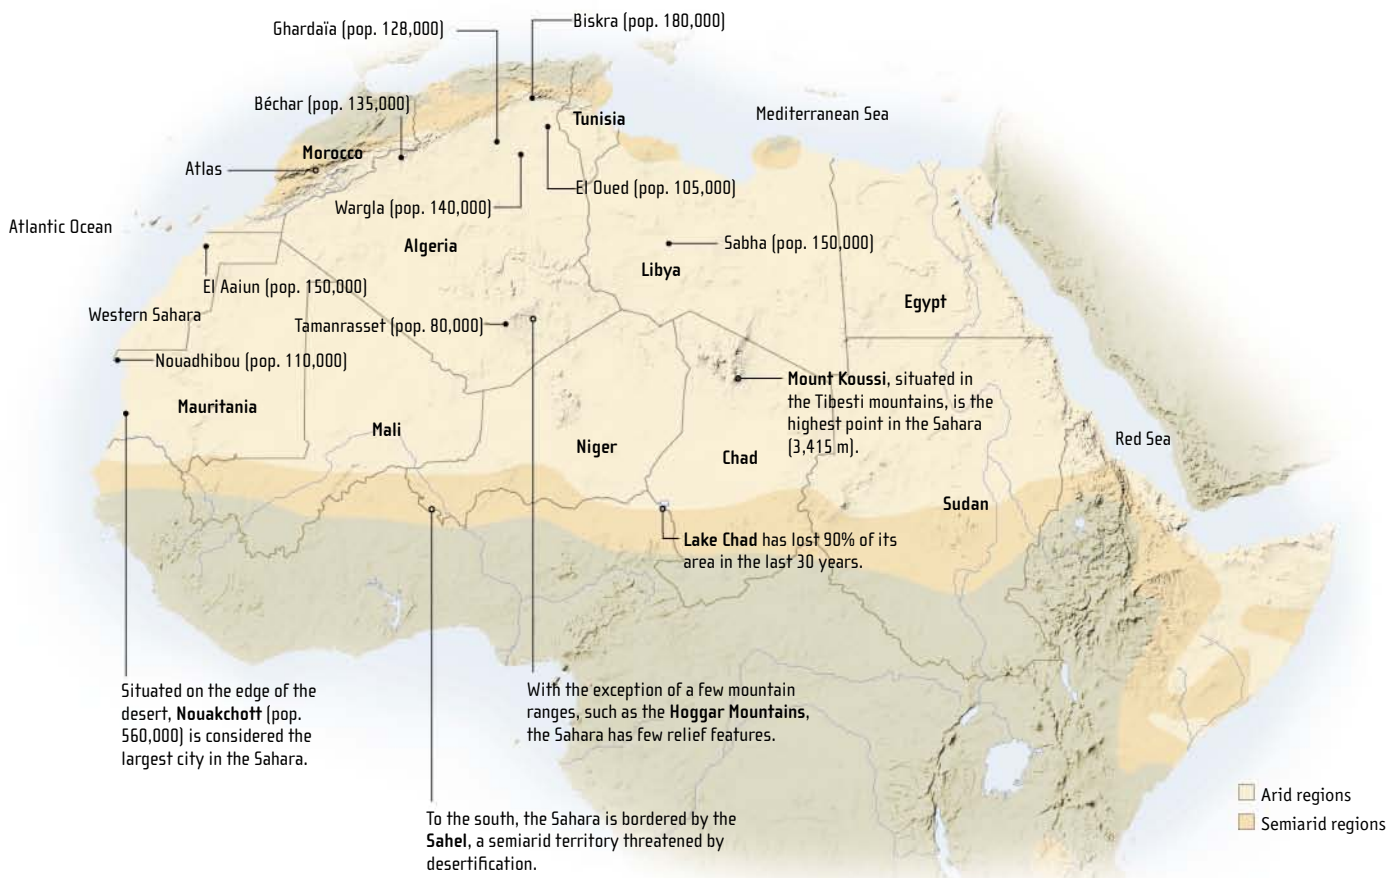 Ghardaïa (pop. 128,000)
Biskra (pop. 180,000)
Béchar (pop. 135,000)
Tunisia
Mediterranean Sea
Morocco
Atlas
El Oued (pop. 105,000)
Wargla (pop. 140,000)
Atlantic Ocean
Algeria
Sabha (pop. 150,000)
Libya
El Aaiun (pop. 150,000)
Egypt
Western Sahara
Tamanrasset (pop. 80,000)
Nouadhibou (pop. 110,000)
Mount Koussi, situated in
the Tibesti mountains, is the
highest point in the Sahara
(3,415 m).
Mauritania
Mali
Niger
Chad
Red Sea
Sudan
Lake Chad has lost 90% of its
area in the last 30 years.
Situated on the edge of the
desert, Nouakchott (pop.
560,000) is considered the
largest city in the Sahara.
With the exception of a few mountain
ranges, such as the Hoggar Mountains,
the Sahara has few relief features.
To the south, the Sahara is bordered by the
Sahel, a semiarid territory threatened by
desertification.
Arid regions
Semiarid regions